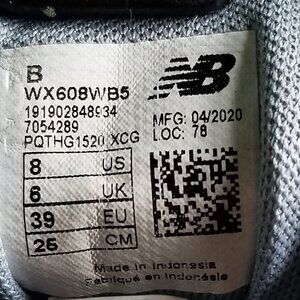 B
NB
WX608WB5
191902848934
7054289
PQTHG1520 XCG
MFG: 04/2020
LOC: 78
8 US
6 UK
39 EU
25 CM
Made in Indonesia
Fabriqué en Indonésie